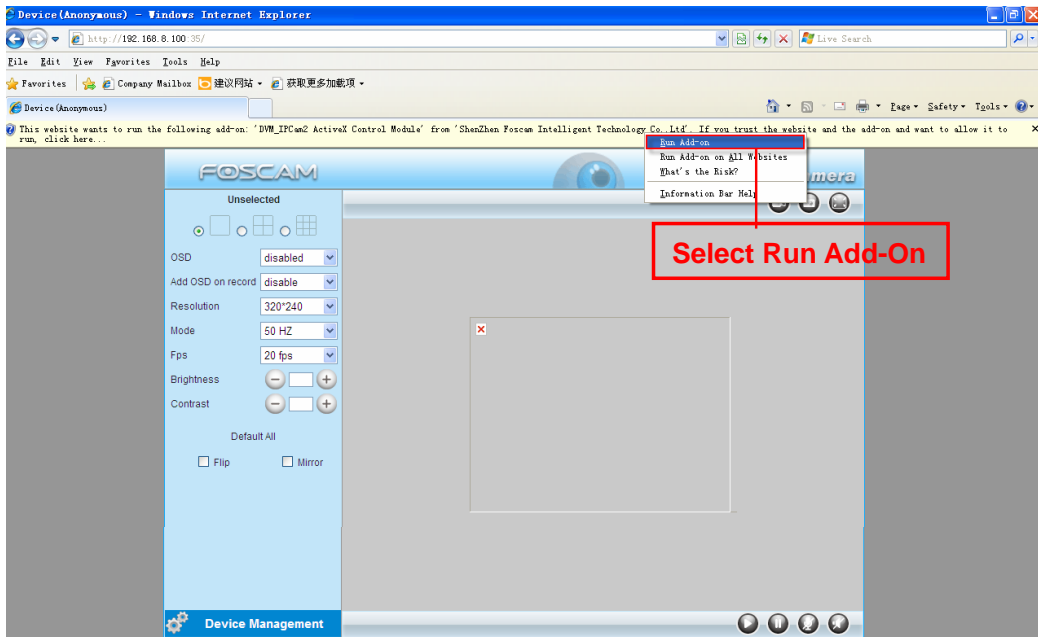 Device(Anonymous) - Windows Internet Explorer
http://192.168.8.100:35/
Live Search
File Edit View Favorites Tools Help
Favorites Company Mailbox 建议网站 获取更多加载项
Device(Anonymous)
Page Safety Tools
This website wants to run the following add-on: 'DVM_IPCam2 ActiveX Control Module' from 'ShenZhen Foscam Intelligent Technology Co.,Ltd'. If you trust the website and the add-on and want to allow it to
run, click here...
Run Add-on
Run Add-on on All Websites
What's the Risk?
Information Bar Help
FOSCAM
mera
Unselected
Select Run Add-On
OSD disabled
Add OSD on record disable
Resolution 320*240
Mode 50 HZ
Fps 20 fps
Brightness
Contrast
Default All
Flip Mirror
Device Management